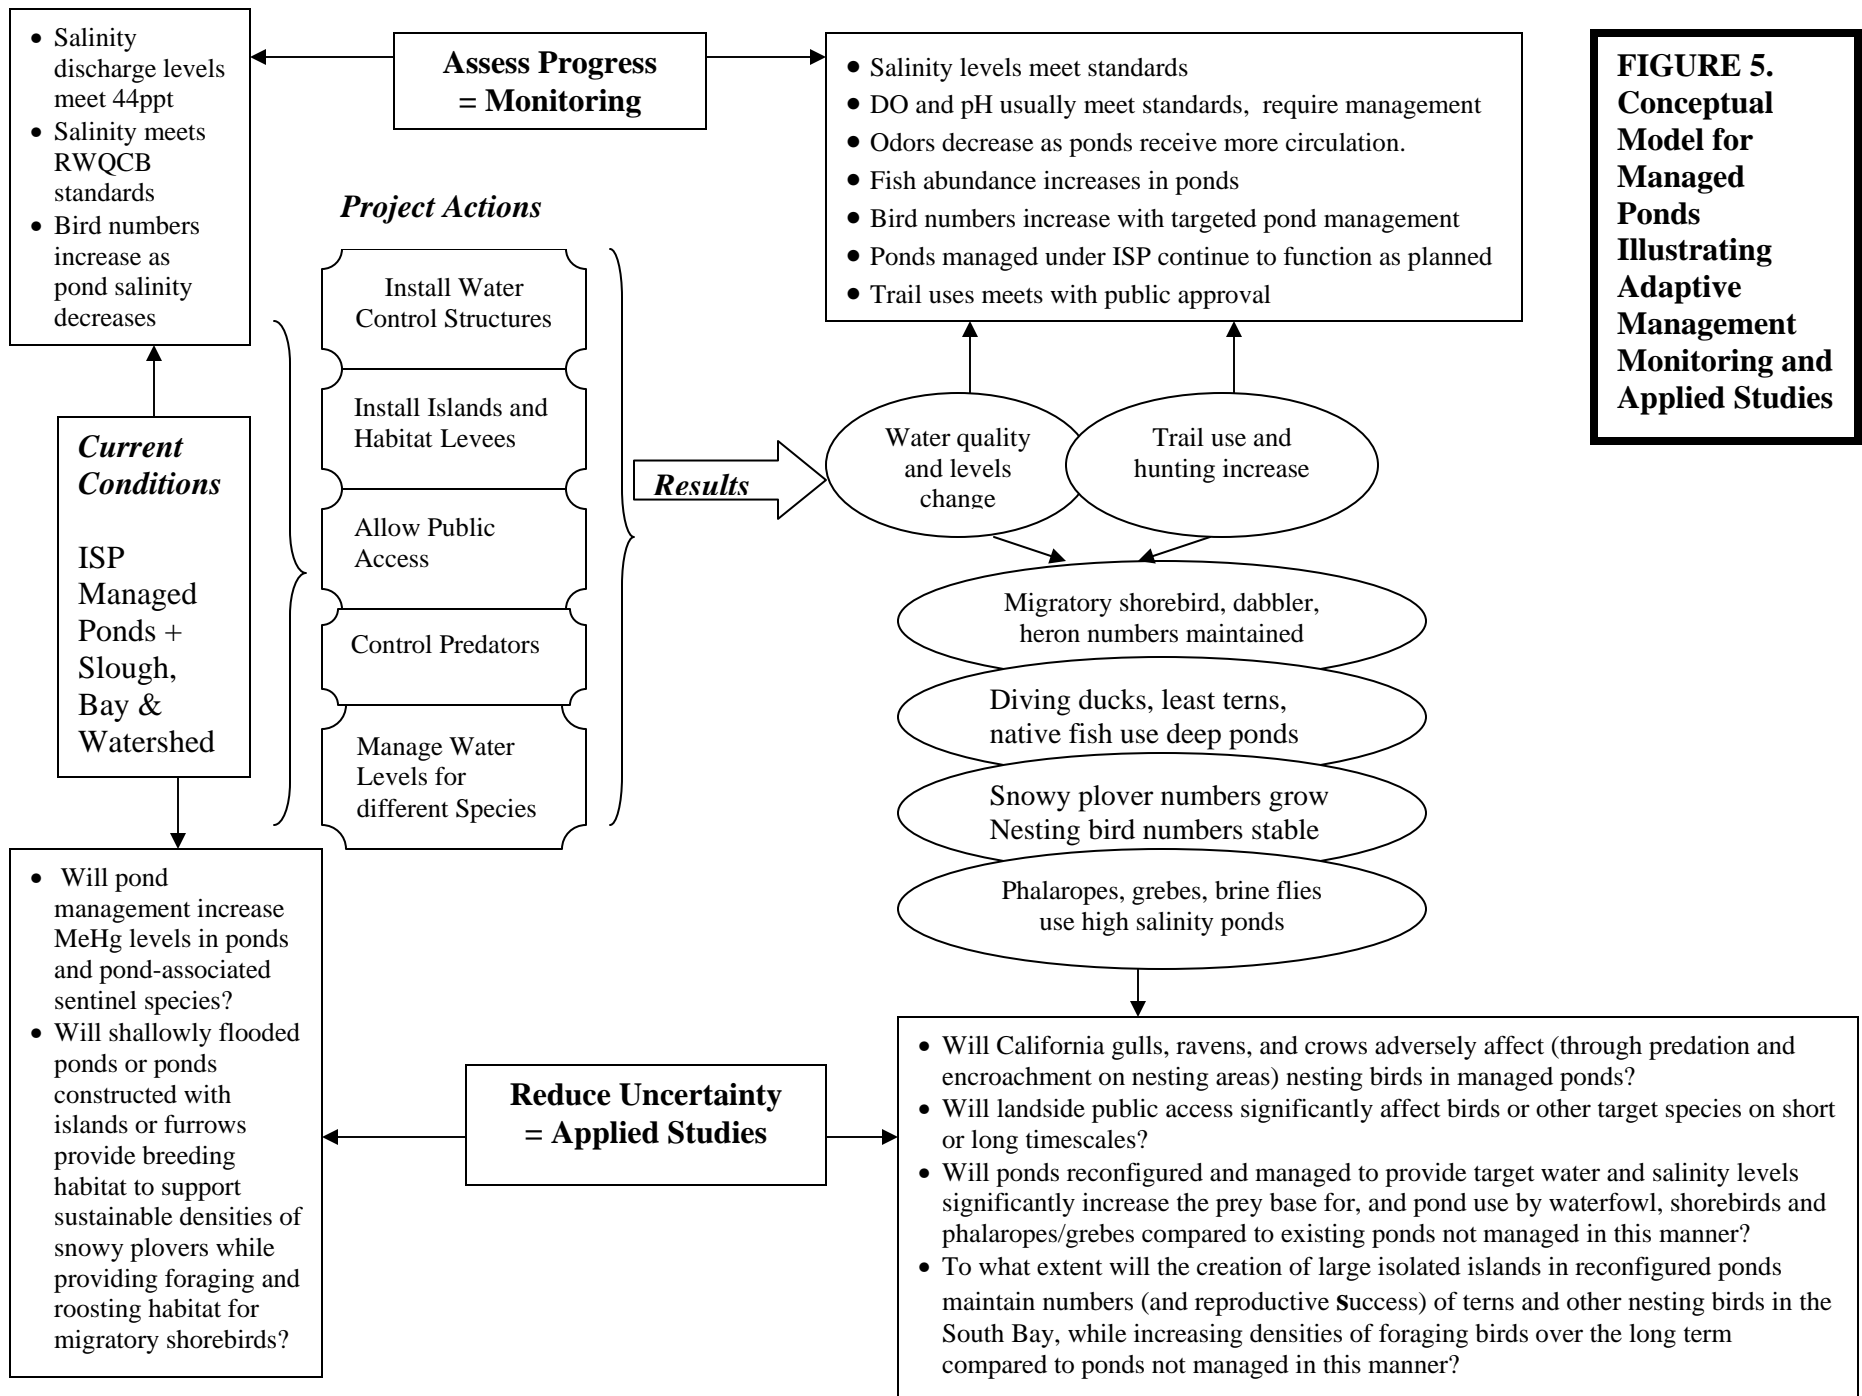 • Salinity
discharge levels
meet 44ppt
• Salinity meets
RWQCB
standards
• Bird numbers
increase as
pond salinity
decreases
Assess Progress
= Monitoring
• Salinity levels meet standards
• DO and pH usually meet standards, require management
• Odors decrease as ponds receive more circulation.
• Fish abundance increases in ponds
• Bird numbers increase with targeted pond management
• Ponds managed under ISP continue to function as planned
• Trail uses meets with public approval
FIGURE 5.
Conceptual
Model for
Managed
Ponds
Illustrating
Adaptive
Management
Monitoring and
Applied Studies
Current
Conditions
ISP
Managed
Ponds +
Slough,
Bay &
Watershed
Project Actions
Install Water
Control Structures
Install Islands and
Habitat Levees
Allow Public
Access
Control Predators
Manage Water
Levels for
different Species
Results
Water quality
and levels
change
Trail use and
hunting increase
Migratory shorebird, dabbler,
heron numbers maintained
Diving ducks, least terns,
native fish use deep ponds
Snowy plover numbers grow
Nesting bird numbers stable
Phalaropes, grebes, brine flies
use high salinity ponds
• Will pond
management increase
MeHg levels in ponds
and pond-associated
sentinel species?
• Will shallowly flooded
ponds or ponds
constructed with
islands or furrows
provide breeding
habitat to support
sustainable densities of
snowy plovers while
providing foraging and
roosting habitat for
migratory shorebirds?
Reduce Uncertainty
= Applied Studies
• Will California gulls, ravens, and crows adversely affect (through predation and
encroachment on nesting areas) nesting birds in managed ponds?
• Will landside public access significantly affect birds or other target species on short
or long timescales?
• Will ponds reconfigured and managed to provide target water and salinity levels
significantly increase the prey base for, and pond use by waterfowl, shorebirds and
phalaropes/grebes compared to existing ponds not managed in this manner?
• To what extent will the creation of large isolated islands in reconfigured ponds
maintain numbers (and reproductive success) of terns and other nesting birds in the
South Bay, while increasing densities of foraging birds over the long term
compared to ponds not managed in this manner?